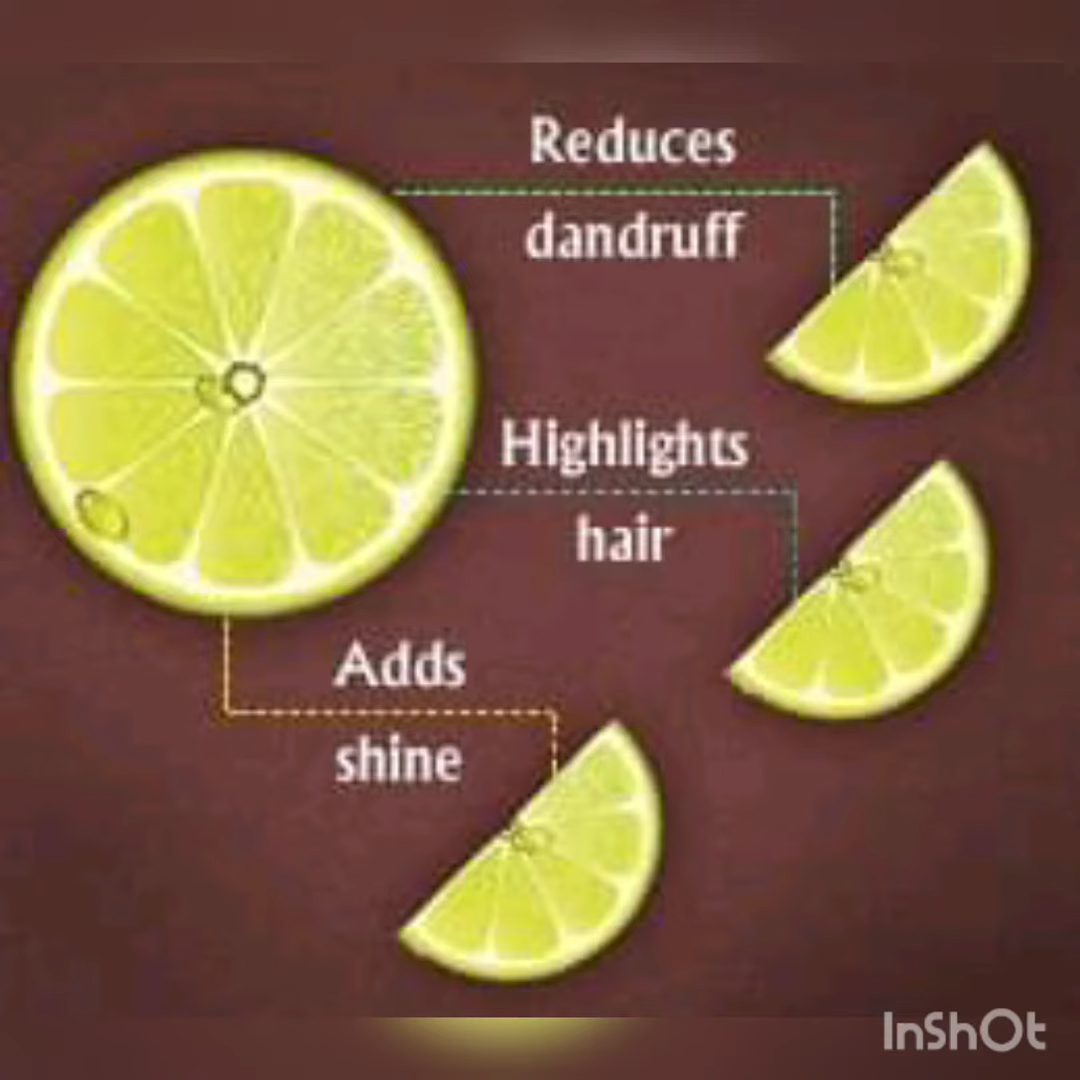 Reduces
dandruff
Highlights
hair
Adds
shine
InShOt